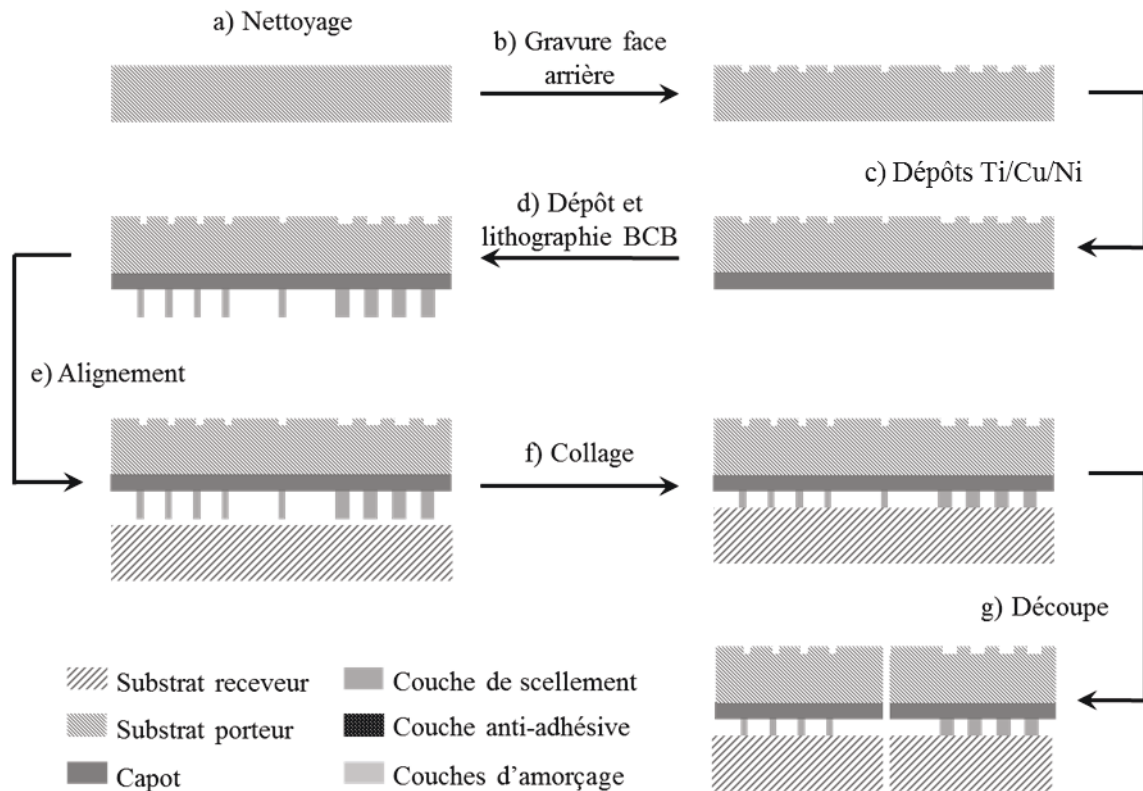 a) Nettoyage
b) Gravure face
arrière
c) Dépôts Ti/Cu/Ni
d) Dépôt et
lithographie BCB
e) Alignement
f) Collage
g) Découpe
Substrat receveur
Couche de scellement
Substrat porteur
Couche anti-adhésive
Capot
Couches d'amorçage